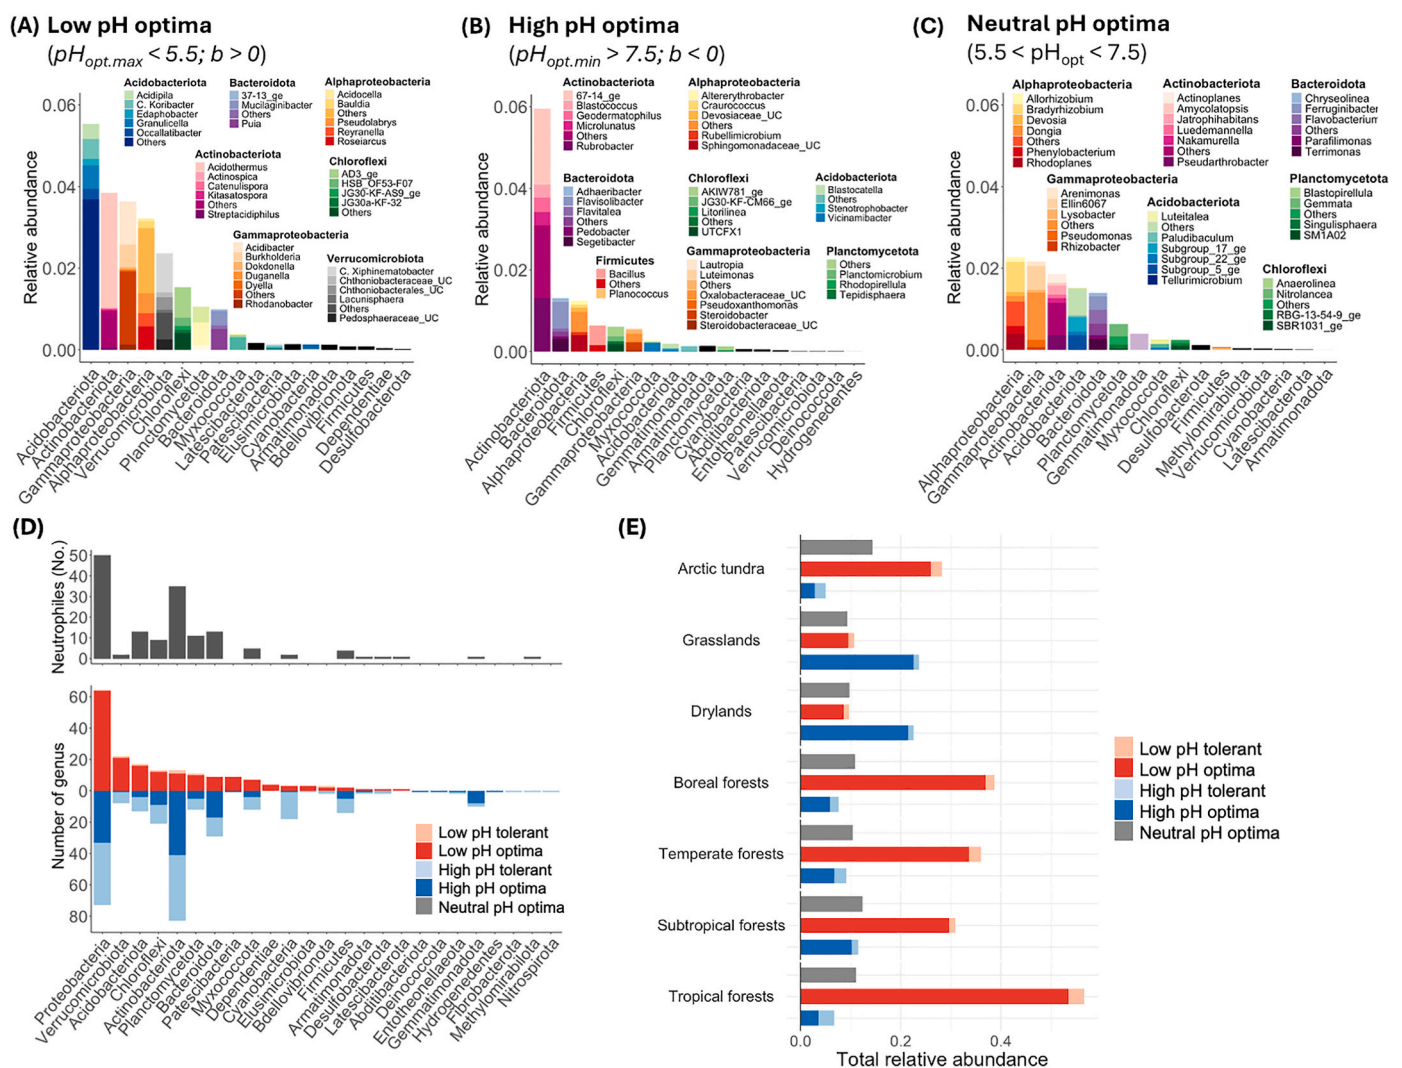 (A) Low pH optima
(pHopt.max < 5.5; b > 0)
Relative abundance
0.06
0.04
0.02
0.00
Acidobacteriota
Acidipila
C. Koribacter
Edaphobacter
Granulicella
Occallatibacter
Others
Bacteroidota
37-13_ge
Mucilaginibacter
Others
Puia
Alphaproteobacteria
Acidocella
Bauldia
Others
Pseudolabrys
Reyranella
Roseiarcus
Actinobacteriota
Acidothermus
Actinospica
Catenulispora
Kitasatospora
Others
Streptacidiphilus
Chloroflexi
AD3_ge
HSB_OF53-F07
JG30-KF-AS9_ge
JG30a-KF-32
Others
Gammaproteobacteria
Acidibacter
Burkholderia
Dokdonella
Duganella
Dyella
Others
Rhodanobacter
Verrucomicrobiota
C. Xiphinematobacter
Chthoniobacteraceae_UC
Chthoniobacterales_UC
Lacunisphaera
Others
Pedosphaeraceae_UC
Acidobacteriota
Actinobacteriota
Gammaproteobacteria
Alphaproteobacteria
Verrucomicrobiota
Chloroflexi
Planctomycetota
Bacteroidota
Myxococcota
Latescibacterota
Patescibacteria
Elusimicrobiota
Cyanobacteria
Armatimonadota
Bdellovibrionota
Firmicutes
Dependentiae
Desulfobacterota
(B) High pH optima
(pHopt.min > 7.5; b < 0)
Relative abundance
0.06
0.04
0.02
0.00
Actinobacteriota
67-14_ge
Blastococcus
Geodermatophilus
Microlunatus
Others
Rubrobacter
Alphaproteobacteria
Altererythrobacter
Craurococcus
Devosiaceae_UC
Others
Rubellimicrobium
Sphingomonadaceae_UC
Bacteroidota
Adhaeribacter
Flavisolibacter
Flavitalea
Others
Pedobacter
Segetibacter
Chloroflexi
AKIW781_ge
JG30-KF-CM66_ge
Litorilinea
Others
UTCFX1
Acidobacteriota
Blastocatella
Others
Stenotrophobacter
Vicinamibacter
Firmicutes
Bacillus
Others
Planococcus
Gammaproteobacteria
Lautropia
Luteimonas
Others
Oxalobacteraceae_UC
Pseudoxanthomonas
Steroidobacter
Steroidobacteraceae_UC
Planctomycetota
Others
Planctomicrobium
Rhodopirellula
Tepidisphaera
Actinobacteriota
Bacteroidota
Alphaproteobacteria
Firmicutes
Chloroflexi
Gammaproteobacteria
Myxococcota
Acidobacteriota
Gemmatimonadota
Armatimonadota
Planctomycetota
Cyanobacteria
Abditibacteriota
Entotheonellaeota
Patescibacteria
Verrucomicrobiota
Deinococcota
Hydrogenedentes
(C) Neutral pH optima
(5.5 < pHopt < 7.5)
Relative abundance
0.06
0.04
0.02
0.00
Alphaproteobacteria
Allorhizobium
Bradyrhizobium
Devosia
Dongia
Others
Phenylobacterium
Rhodoplanes
Actinobacteriota
Actinoplanes
Amycolatopsis
Jatrophihabitans
Luedemannella
Nakamurella
Others
Pseudarthrobacter
Bacteroidota
Chryseolinea
Ferruginibacter
Flavobacterium
Others
Parafilimonas
Terrimonas
Gammaproteobacteria
Arenimonas
Ellin6067
Lysobacter
Others
Pseudomonas
Rhizobacter
Acidobacteriota
Luteitalea
Others
Paludibaculum
Subgroup_17_ge
Subgroup_22_ge
Subgroup_5_ge
Tellurimicrobium
Planctomycetota
Blastopirellula
Gemmata
Others
Singulisphaera
SM1A02
Chloroflexi
Anaerolinea
Nitrolancea
Others
RBG-13-54-9_ge
SBR1031_ge
Alphaproteobacteria
Gammaproteobacteria
Actinobacteriota
Acidobacteriota
Bacteroidota
Planctomycetota
Gemmatimonadota
Myxococcota
Chloroflexi
Desulfobacterota
Firmicutes
Methylomirabilota
Verrucomicrobiota
Cyanobacteria
Latescibacterota
Armatimonadota
(D)
Neutrophiles (No.)
50
40
30
20
10
0
Number of genus
60
40
20
0
20
40
60
80
Low pH tolerant
Low pH optima
High pH tolerant
High pH optima
Neutral pH optima
Proteobacteria
Verrucomicrobiota
Acidobacteriota
Chloroflexi
Actinobacteriota
Planctomycetota
Bacteroidota
Patescibacteria
Myxococcota
Dependentiae
Cyanobacteria
Elusimicrobiota
Bdellovibrionota
Firmicutes
Armatimonadota
Desulfobacterota
Latescibacterota
Abditibacteriota
Deinococcota
Entotheonellaeota
Gemmatimonadota
Hydrogenedentes
Fibrobacterota
Methylomirabilota
Nitrospirota
(E)
Arctic tundra
Grasslands
Drylands
Boreal forests
Temperate forests
Subtropical forests
Tropical forests
0.0
0.2
0.4
Total relative abundance
Low pH tolerant
Low pH optima
High pH tolerant
High pH optima
Neutral pH optima